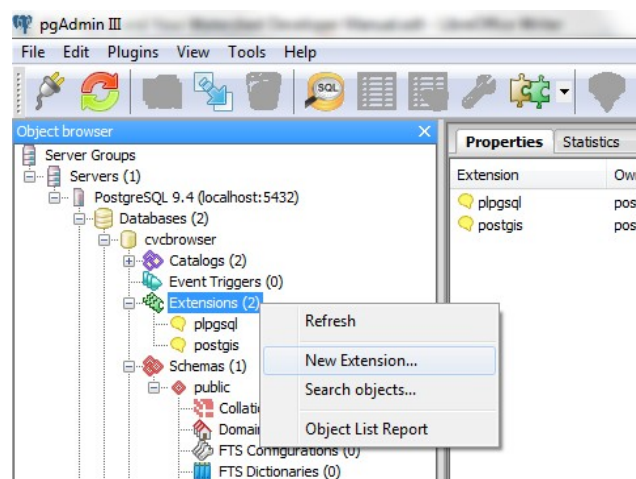 pgAdmin III
File Edit Plugins View Tools Help
SQL
Object browser
Server Groups
Servers (1)
PostgreSQL 9.4 (localhost:5432)
Databases (2)
cvcbrowser
Catalogs (2)
Event Triggers (0)
Extensions (2)
plpgsql
postgis
Schemas (1)
public
FTS Configurations (0)
FTS Dictionaries (0)
Refresh
New Extension...
Search objects...
Object List Report
Properties Statistics
Extension
plpgsql
postgis